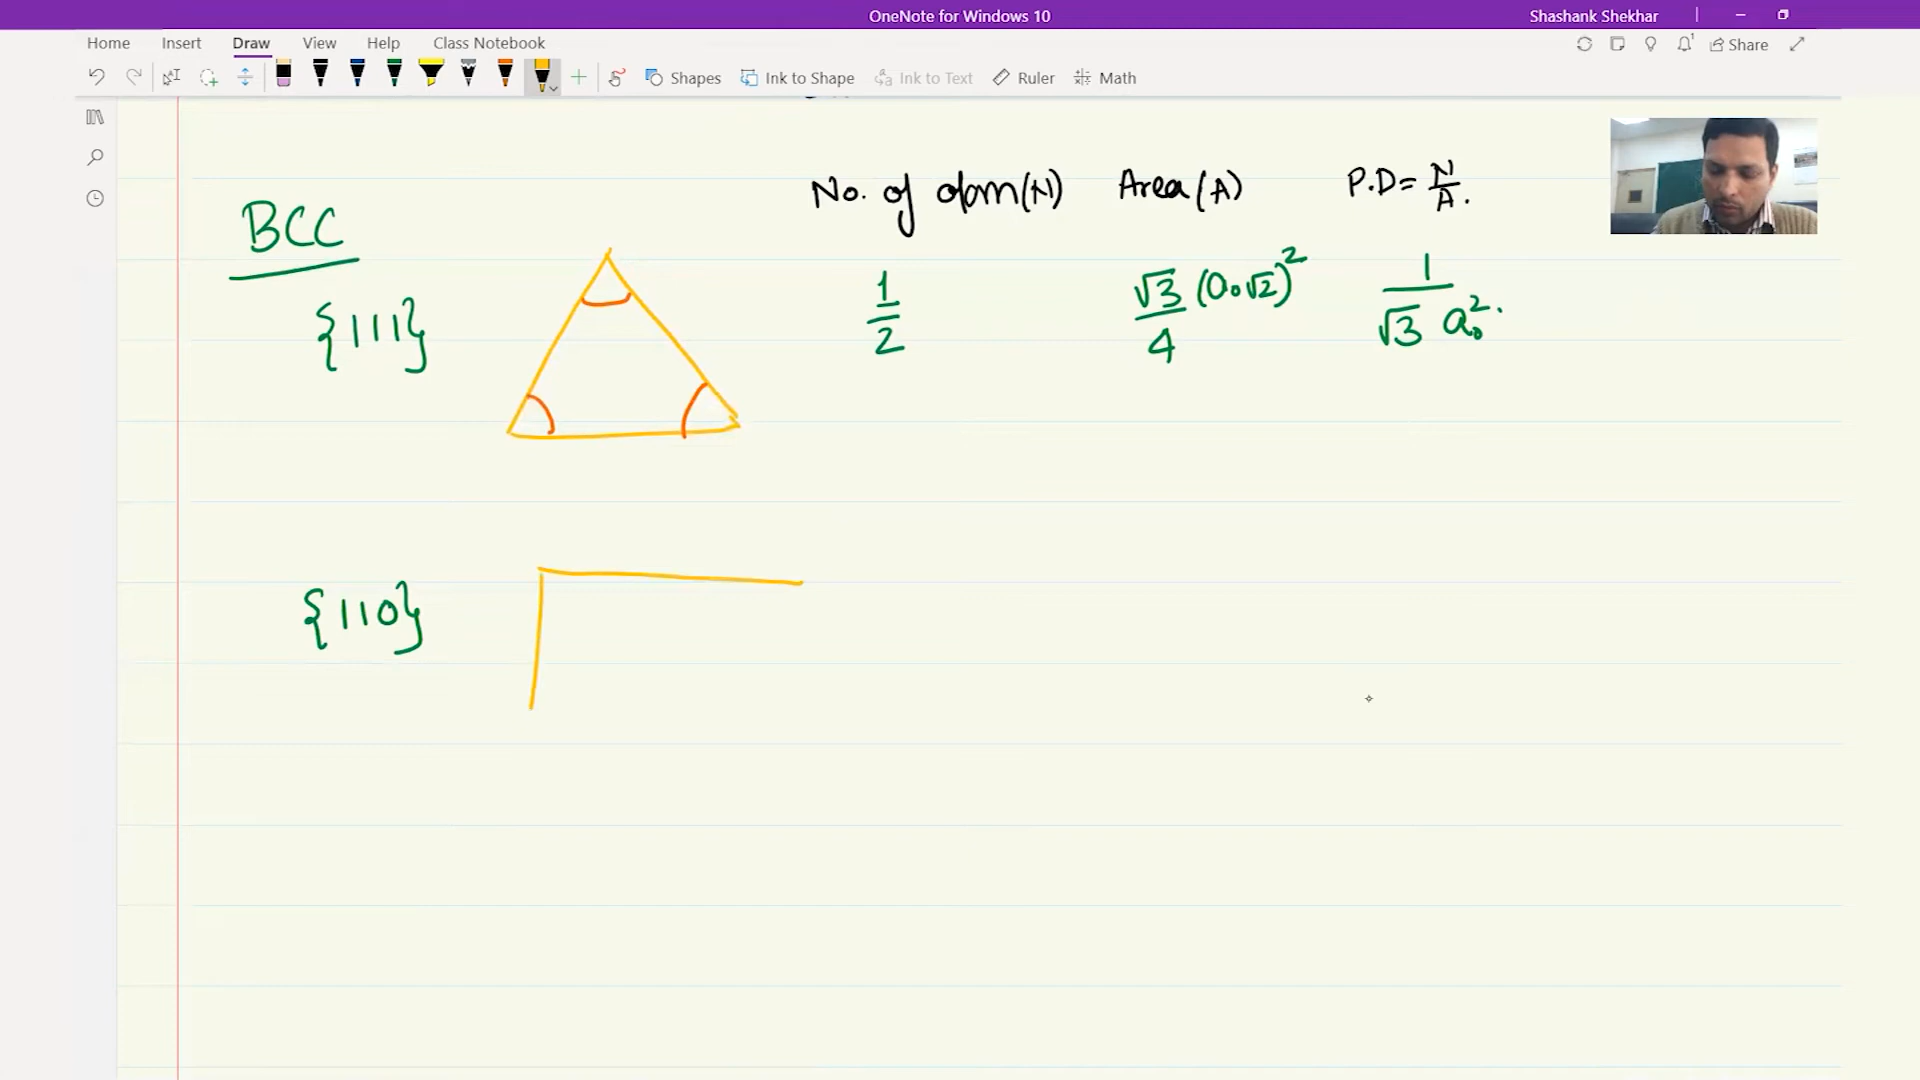 OneNote for Windows 10
Shashank Shekhar
Home Insert Draw View Help Class Notebook
Share
Shapes Ink to Shape Ink to Text Ruler Math
No. of atom(N) Area(A) P.D = N/A.
BCC
{111} 1/2 √3/4 (a₀√2)² 1/√3 a₀².
{110}